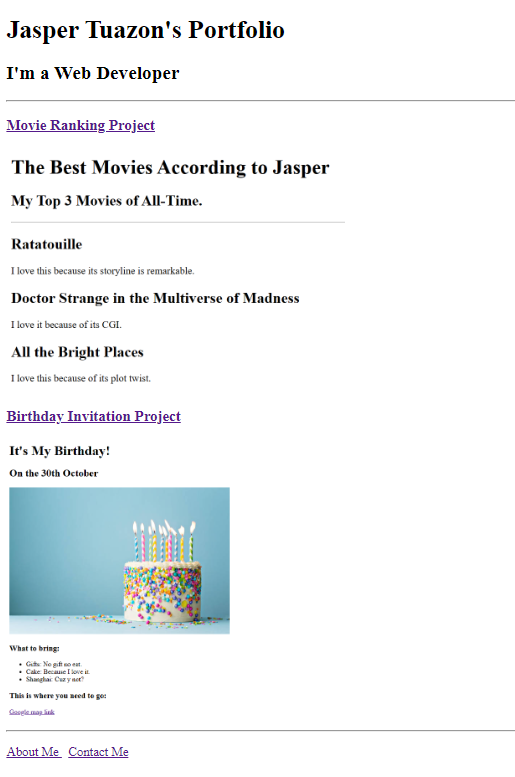 Jasper Tuazon's Portfolio
I'm a Web Developer
Movie Ranking Project
The Best Movies According to Jasper
My Top 3 Movies of All-Time.
Ratatouille
I love this because its storyline is remarkable.
Doctor Strange in the Multiverse of Madness
I love it because of its CGI.
All the Bright Places
I love this because of its plot twist.
Birthday Invitation Project
It's My Birthday!
On the 30th October
What to bring:
Gifts: No gift no eat.
Cake: Because I love it.
Shanghai: Cuz y not?
This is where you need to go:
Google map link
About Me Contact Me